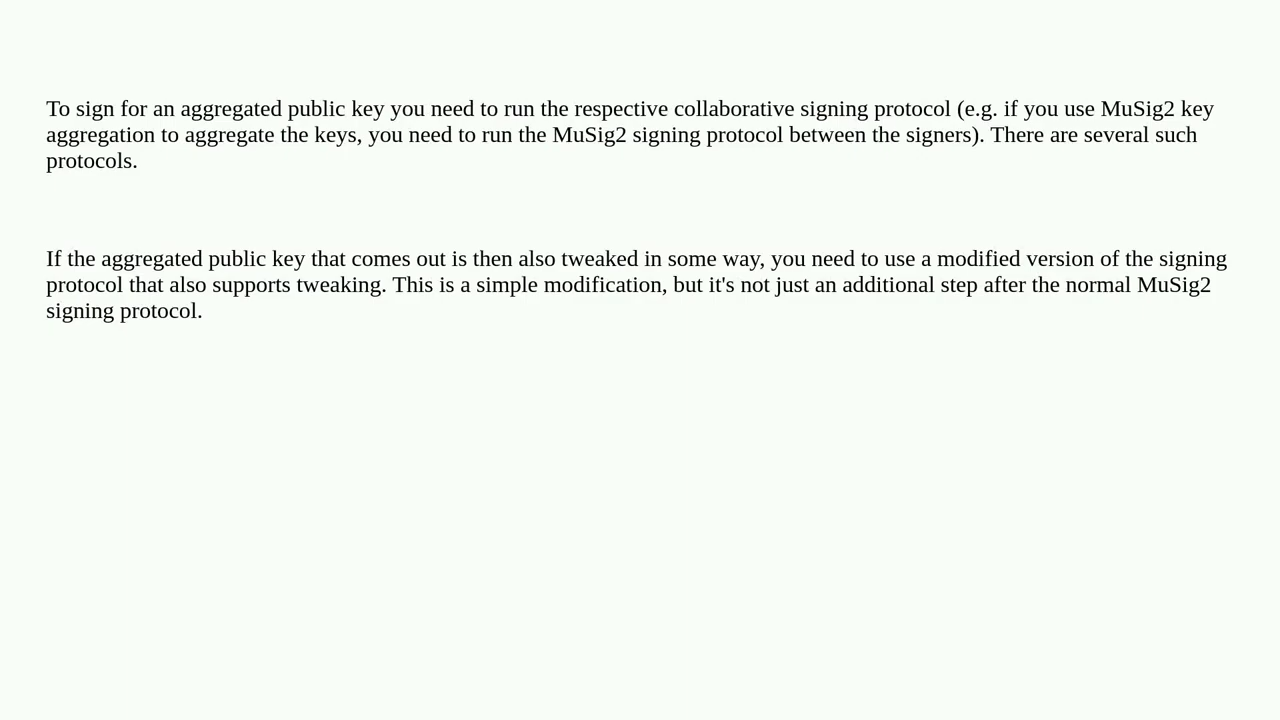 To sign for an aggregated public key you need to run the respective collaborative signing protocol (e.g. if you use MuSig2 key
aggregation to aggregate the keys, you need to run the MuSig2 signing protocol between the signers). There are several such
protocols.
If the aggregated public key that comes out is then also tweaked in some way, you need to use a modified version of the signing
protocol that also supports tweaking. This is a simple modification, but it's not just an additional step after the normal MuSig2
signing protocol.